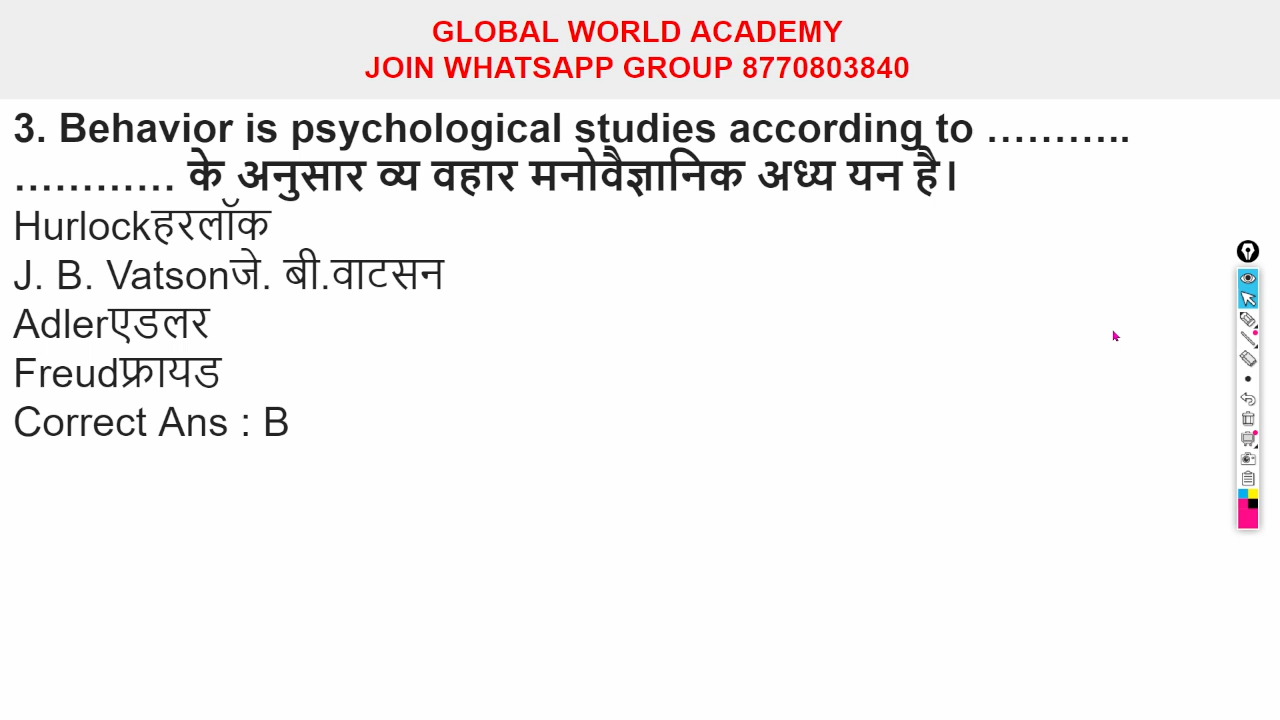 GLOBAL WORLD ACADEMY
JOIN WHATSAPP GROUP 8770803840
3. Behavior is psychological studies according to ………..
………… के अनुसार व्य वहार मनोवैज्ञानिक अध्य यन है।
Hurlockहरलॉक
J. B. Vatsonजे. बी.वाटसन
Adlerएडलर
Freudफ्रायड
Correct Ans : B